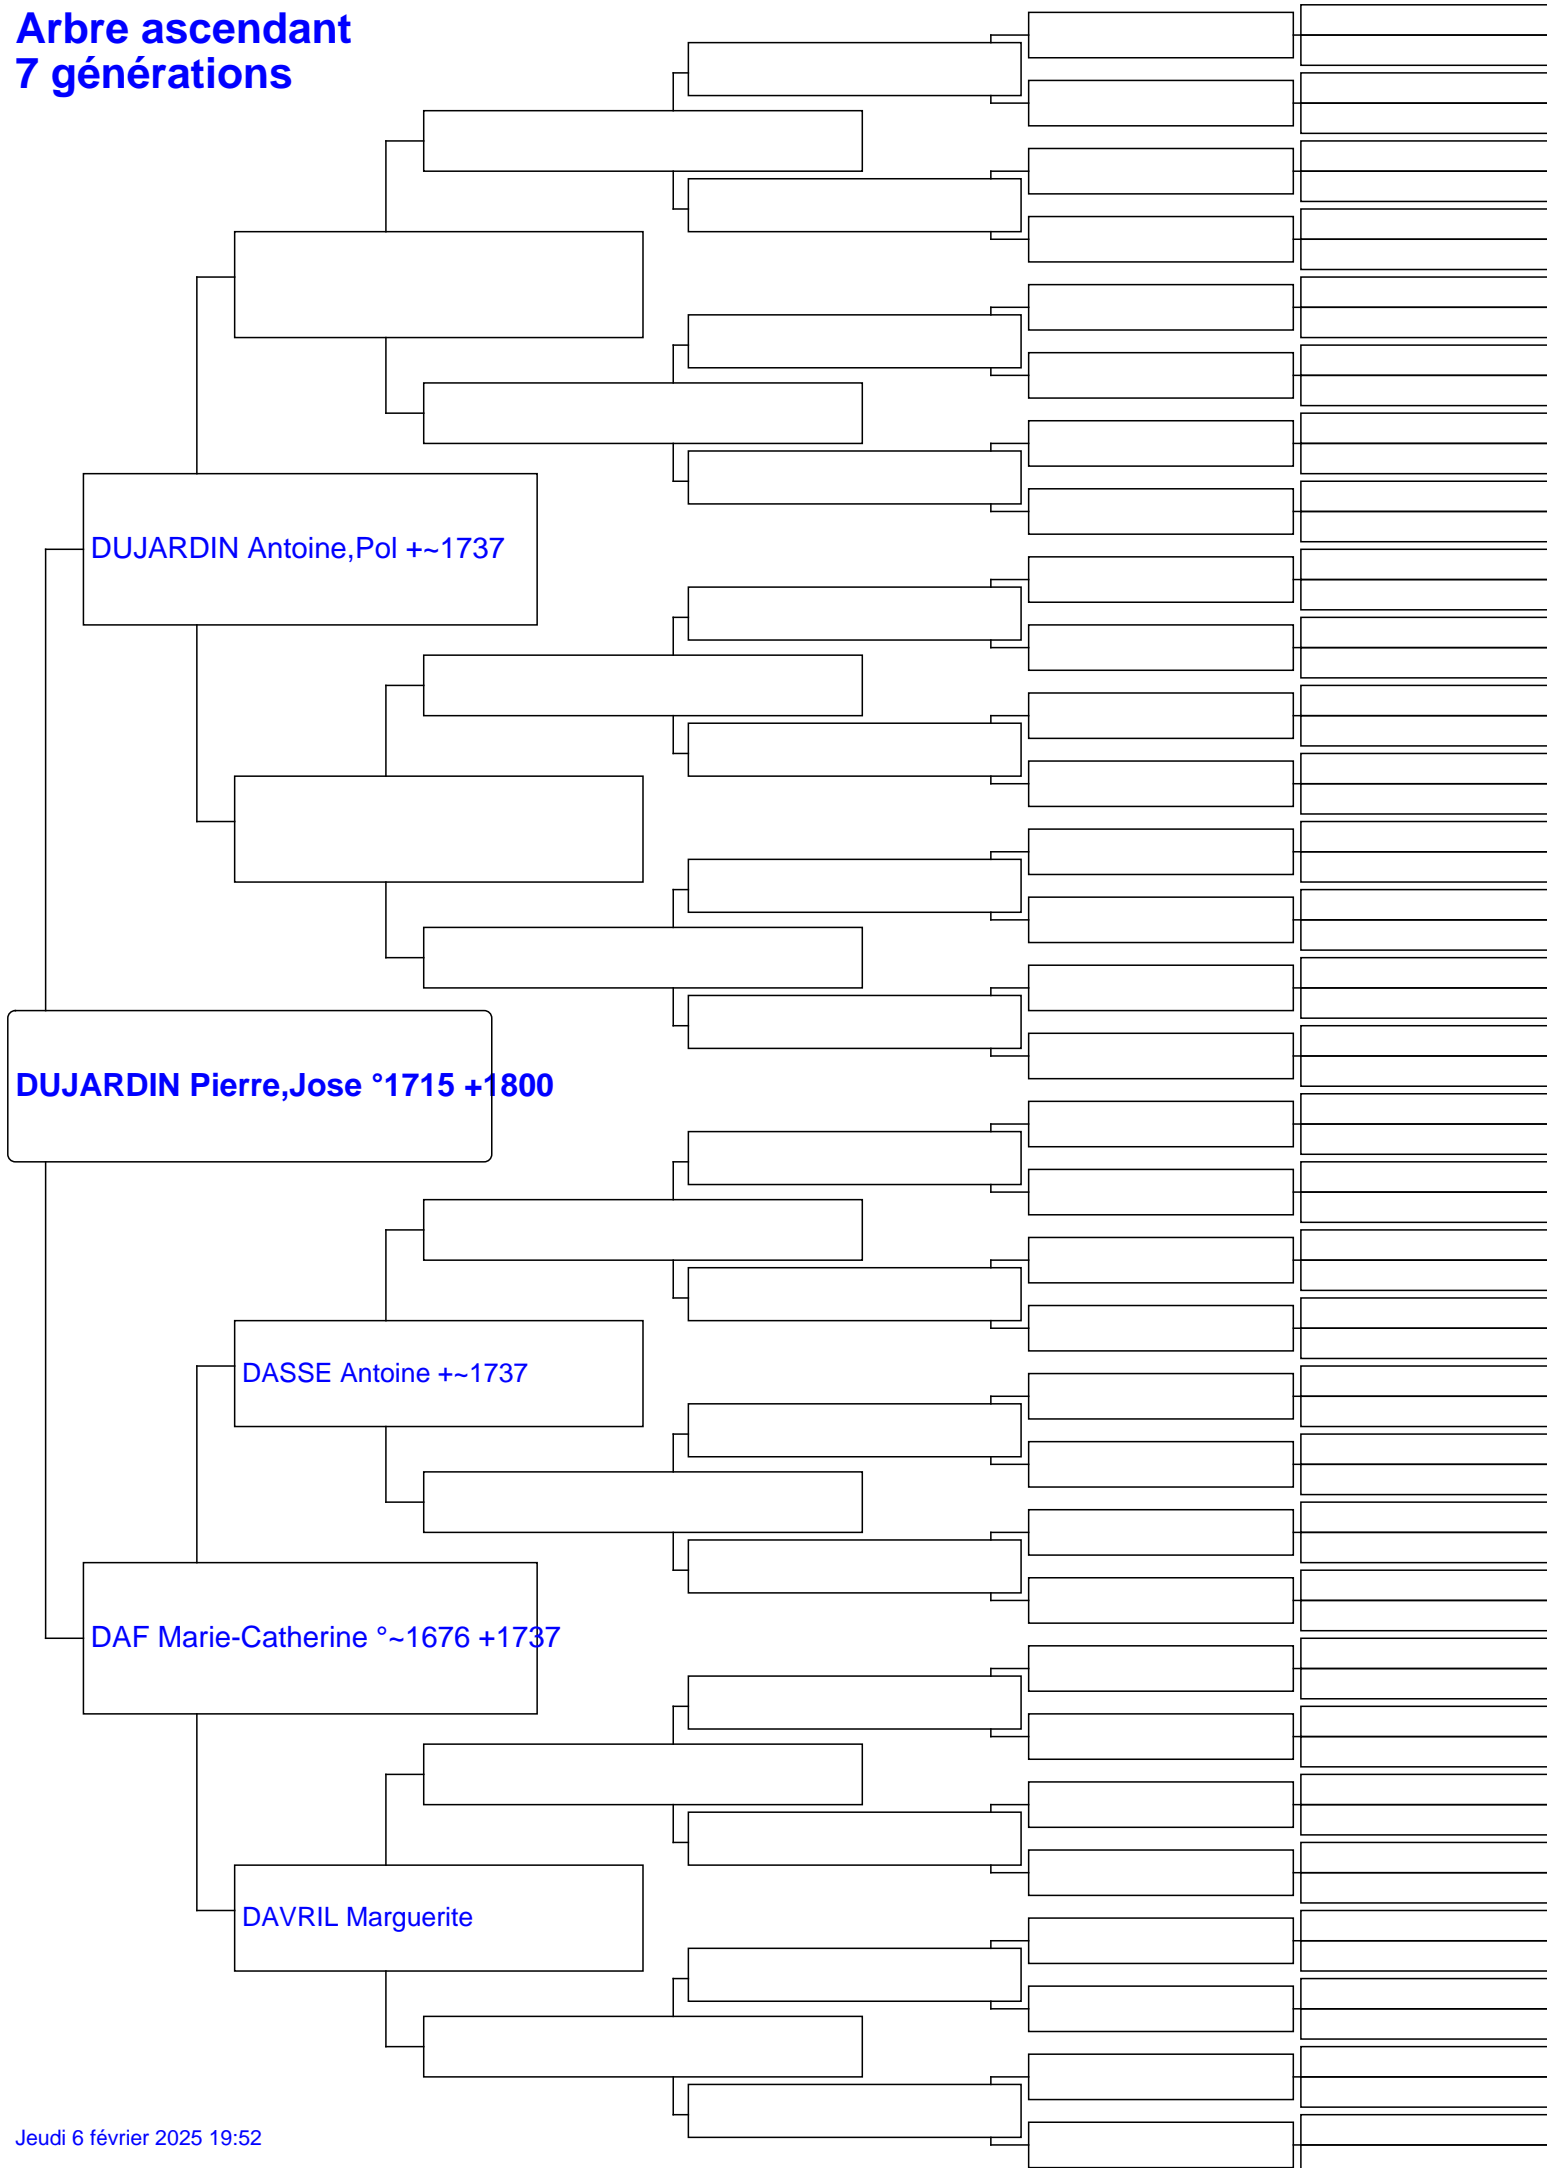 Arbre ascendant
7 générations
DUJARDIN Antoine,Pol +~1737
DUJARDIN Pierre,Jose °1715 +1800
DASSE Antoine +~1737
DAF Marie-Catherine °~1676 +1737
DAVRIL Marguerite
Jeudi 6 février 2025 19:52